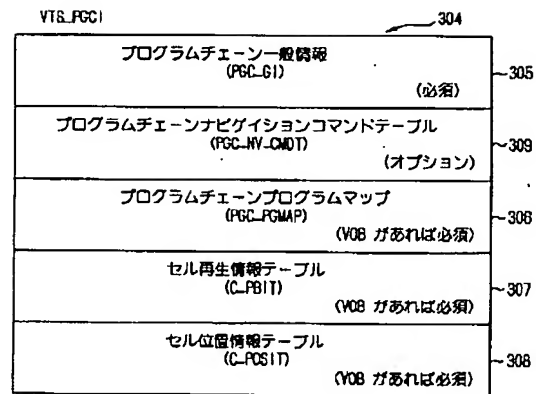 VTS_PGCI
304
プログラムチェーン一般情報
(PGC_GI)
(必須)
305
プログラムチェーンナビゲイションコマンドテーブル
(PGC_NV_CMDT)
(オプション)
309
プログラムチェーンプログラムマップ
(PGC_PGMAP)
(VOB があれば必須)
308
セル再生情報テーブル
(C_PBIT)
(VOB があれば必須)
307
セル位置情報テーブル
(C_POSIT)
(VOB があれば必須)
308